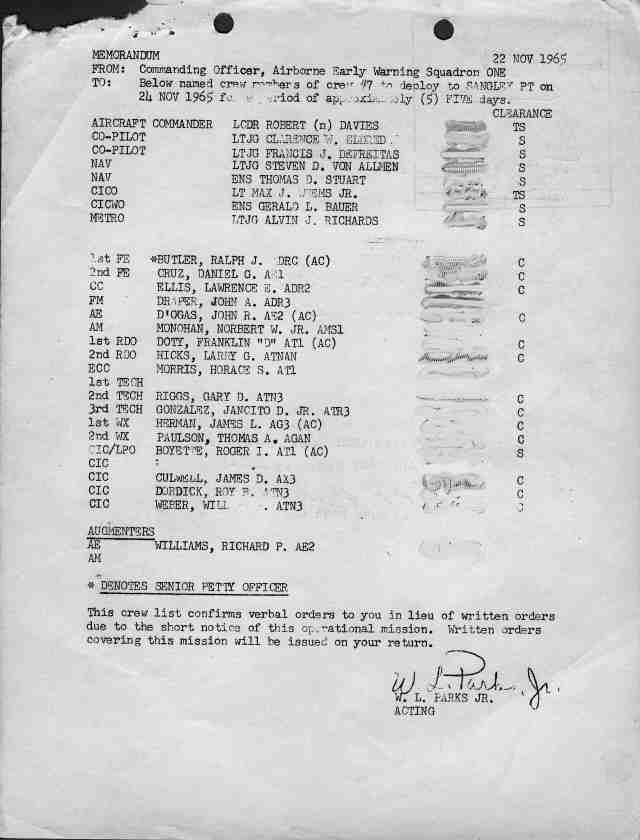 MEMORANDUM 22 NOV 1965
FROM: Commanding Officer, Airborne Early Warning Squadron ONE
TO: Below named crew members of crew #7 to deploy to SANGLEY PT on
24 NOV 1965 for period of approximately (5) FIVE days.
CLEARANCE
AIRCRAFT COMMANDER LCDR ROBERT (n) DAVIES TS
CO-PILOT LTJG CLARENCE W. S
CO-PILOT LTJG FRANCIS J. DEFREITAS S
NAV LTJG STEVEN D. VON ALLMEN S
NAV ENS THOMAS D. STUART S
CICO LT MAX J. JR. TS
CICWO ENS GERALD L. BAUER S
METRO LTJG ALVIN J. RICHARDS S
1st FE *BUTLER, RALPH J. (AC) C
2nd FE CRUZ, DANIEL G. C
CC ELLIS, LAWRENCE E. ADR2 C
FM DRAPER, JOHN A. ADR3
AE D'OGAS, JOHN R. AE2 (AC) C
AM MONOHAN, NORBERT W. JR. AMS1
1st RDO DOTY, FRANKLIN "D" AT1 (AC) C
2nd RDO HICKS, LARRY G. ATNAN C
ECC MORRIS, HORACE S. AT1
1st TECH
2nd TECH RIGGS, GARY D. ATN3 C
3rd TECH GONZALEZ, JANCITO D. JR. ATR3 C
1st WX HERMAN, JAMES L. AG3 (AC) C
2nd WX PAULSON, THOMAS A. AGAN C
CIC/LPO BOYETTE, ROGER I. AT1 (AC) S
CIC
CIC CULWELL, JAMES D. AX3 C
CIC DORDICK, ROY ATN3 C
CIC WEBER, ATN3
AUGMENTERS
AE WILLIAMS, RICHARD P. AE2
AM
* DENOTES SENIOR PETTY OFFICER
This crew list confirms verbal orders to you in lieu of written orders
due to the short notice of this operational mission. Written orders
covering this mission will be issued on your return.
W L. Parks, Jr.
W. L. PARKS JR.
ACTING